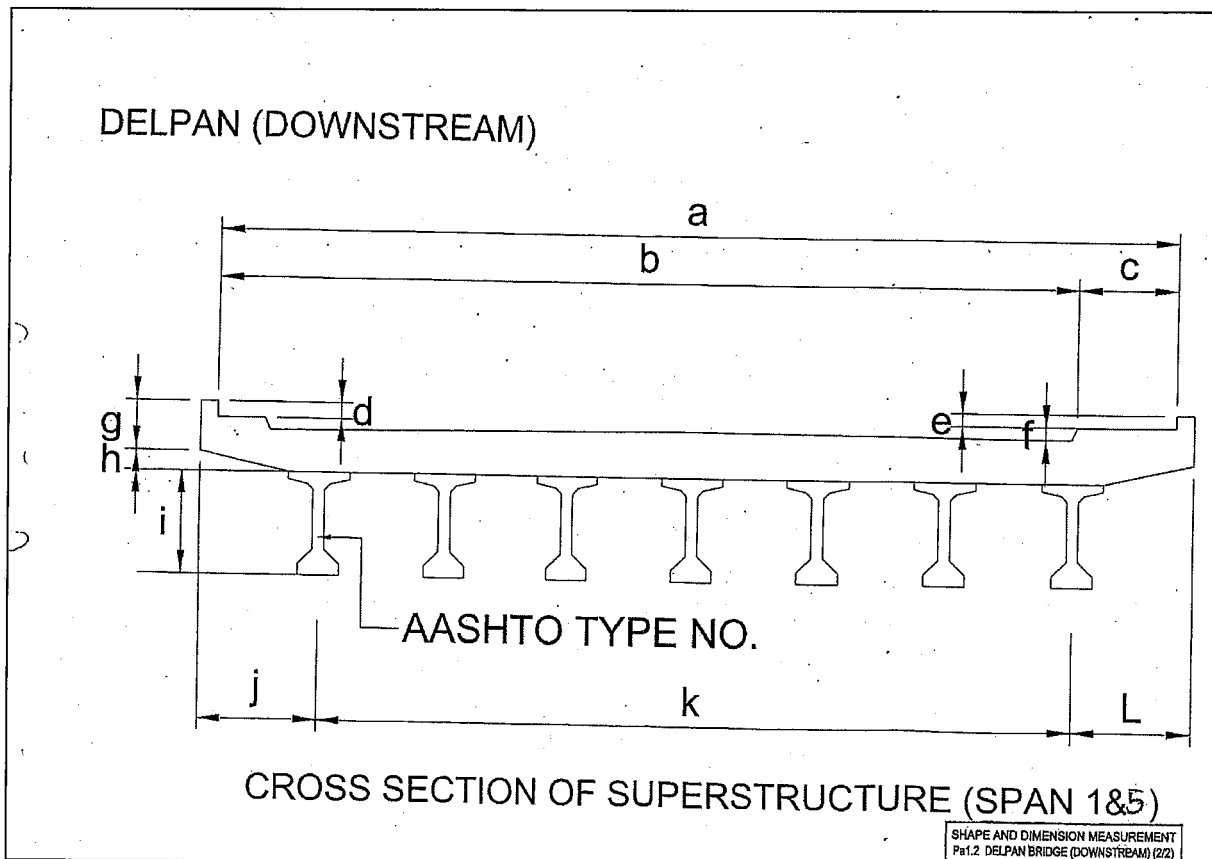 DELPAN (DOWNSTREAM)
a
b
c
g
d
e
f
h
i
AASHTO TYPE NO.
j
k
L
CROSS SECTION OF SUPERSTRUCTURE (SPAN 1&5)
SHAPE AND DIMENSION MEASUREMENT
Pa1.2 DELPAN BRIDGE (DOWNSTREAM) (2/2)